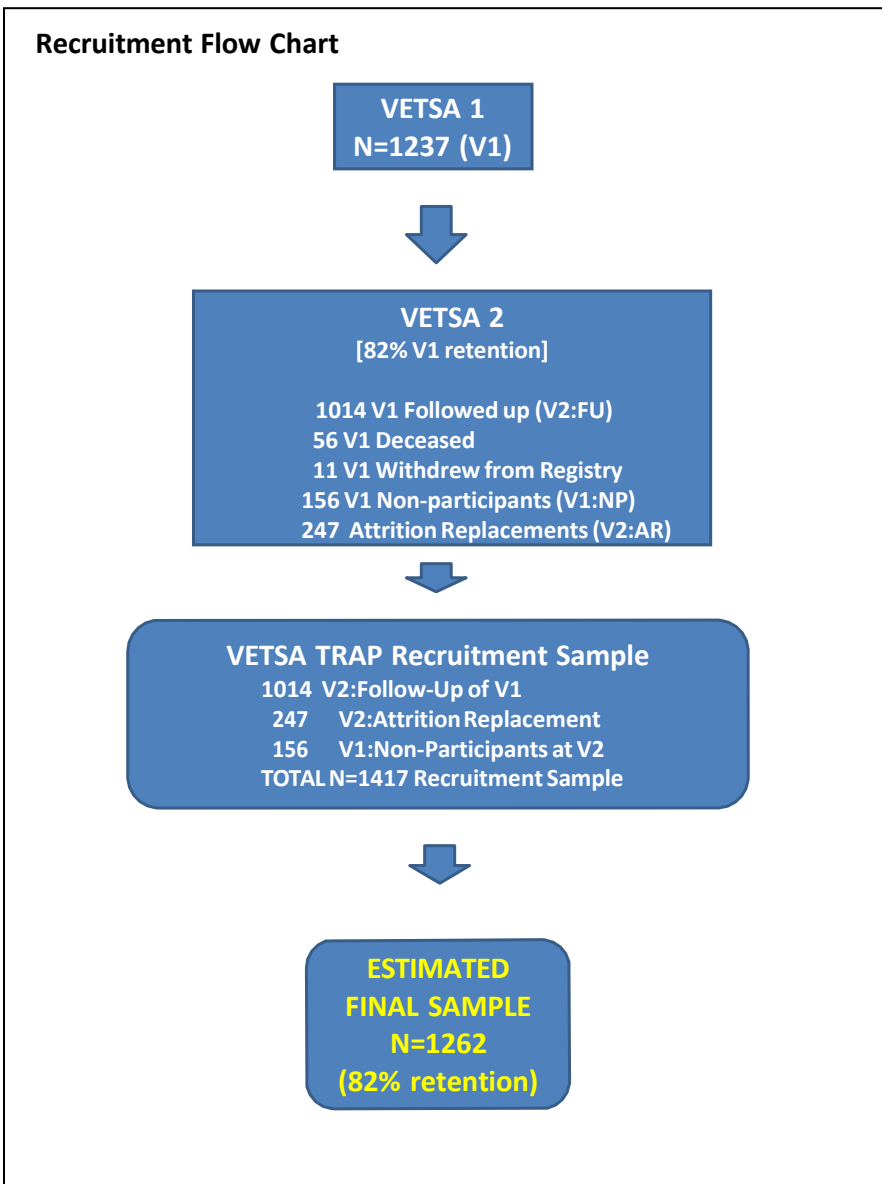 Recruitment Flow Chart
VETSA 1
N=1237 (V1)
VETSA 2
[82% V1 retention]
1014 V1 Followed up (V2:FU)
56 V1 Deceased
11 V1 Withdrew from Registry
156 V1 Non-participants (V1:NP)
247 Attrition Replacements (V2:AR)
VETSA TRAP Recruitment Sample
1014 V2:Follow-Up of V1
247 V2:Attrition Replacement
156 V1:Non-Participants at V2
TOTAL N=1417 Recruitment Sample
ESTIMATED
FINAL SAMPLE
N=1262
(82% retention)